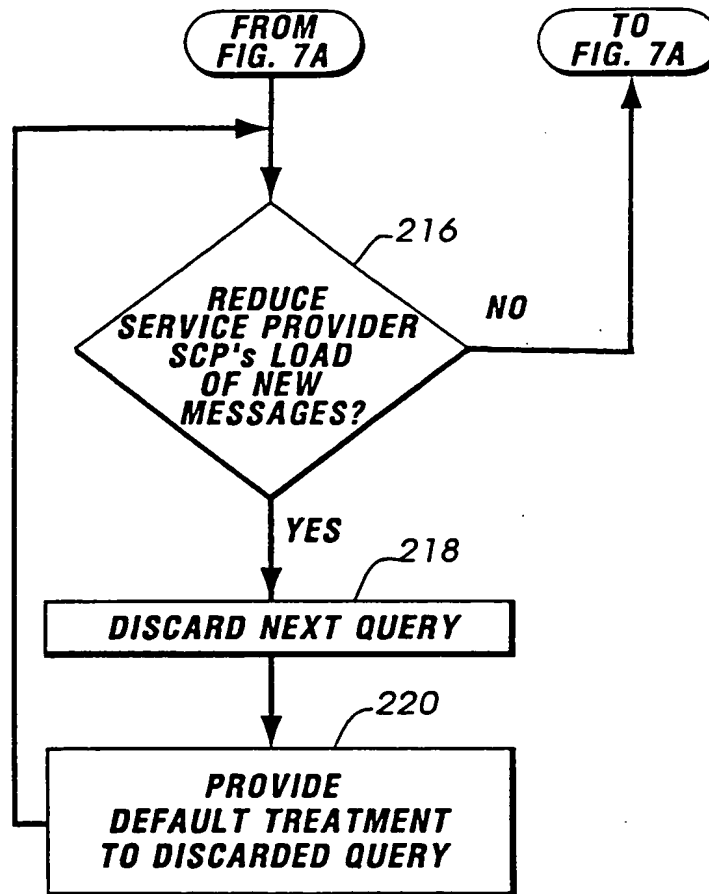 FROM
FIG. 7A
TO
FIG. 7A
216
REDUCE
SERVICE PROVIDER
SCP's LOAD
OF NEW
MESSAGES?
NO
YES
218
DISCARD NEXT QUERY
220
PROVIDE
DEFAULT TREATMENT
TO DISCARDED QUERY